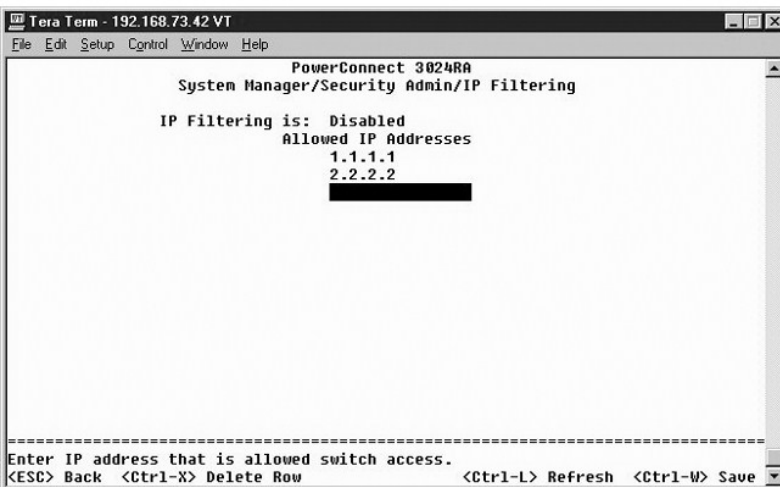 Tera Term - 192.168.73.42 VT
File Edit Setup Control Window Help
PowerConnect 3024RA
System Manager/Security Admin/IP Filtering
IP Filtering is: Disabled
Allowed IP Addresses
1.1.1.1
2.2.2.2
================================================================================
Enter IP address that is allowed switch access.
<ESC> Back <Ctrl-X> Delete Row <Ctrl-L> Refresh <Ctrl-W> Save